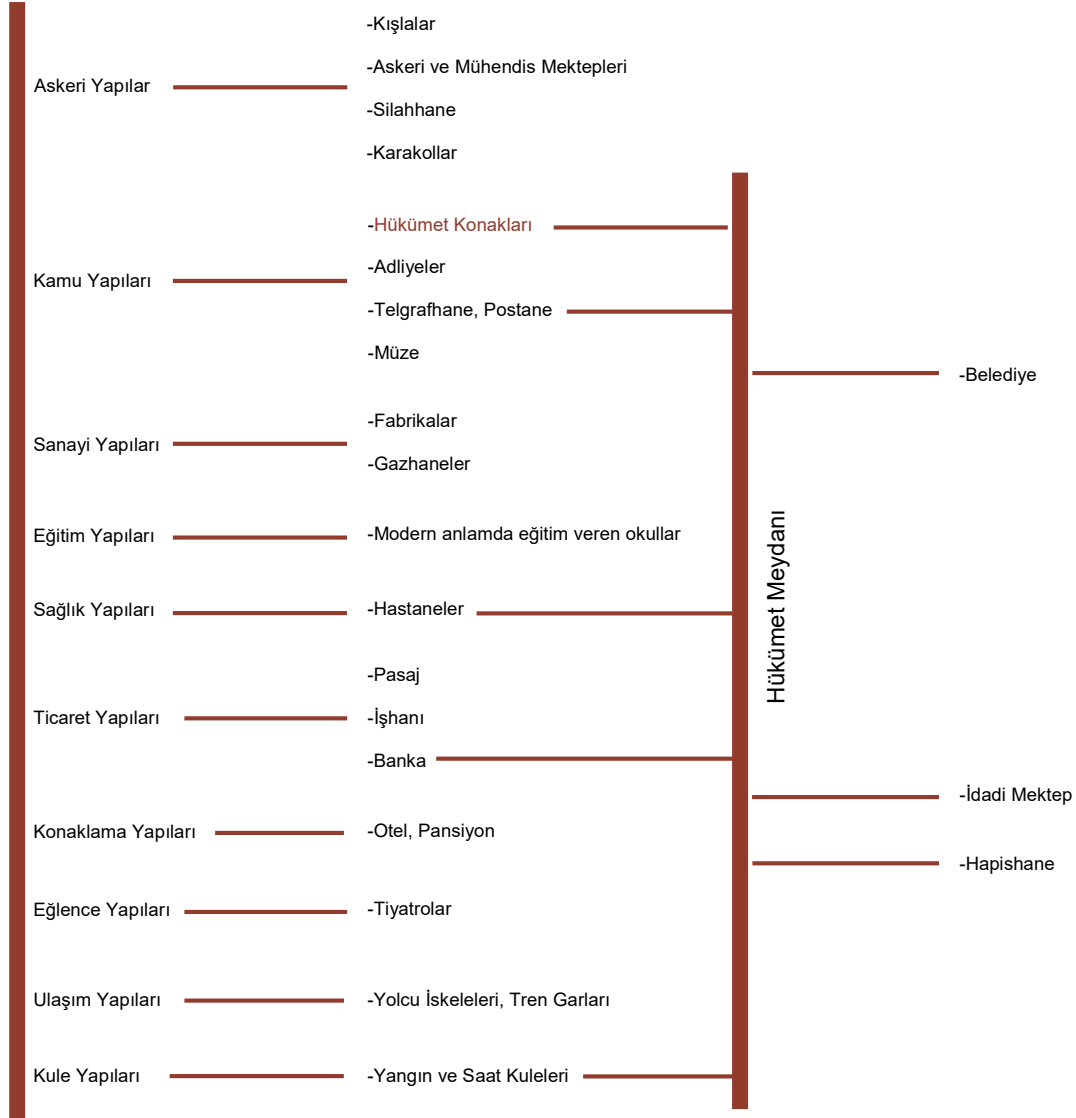 -Kışlalar
Askeri Yapılar
-Askeri ve Mühendis Mektepleri
-Silahhane
-Karakollar
-Hükümet Konakları
Kamu Yapıları
-Adliyeler
-Telgrafhane, Postane
-Müze
-Belediye
-Fabrikalar
Sanayi Yapıları
-Gazhaneler
Eğitim Yapıları
-Modern anlamda eğitim veren okullar
Hükümet Meydanı
Sağlık Yapıları
-Hastaneler
-Pasaj
Ticaret Yapıları
-İşhanı
-Banka
-İdadi Mektep
Konaklama Yapıları
-Otel, Pansiyon
-Hapishane
Eğlence Yapıları
-Tiyatrolar
Ulaşım Yapıları
-Yolcu İskeleleri, Tren Garları
Kule Yapıları
-Yangın ve Saat Kuleleri